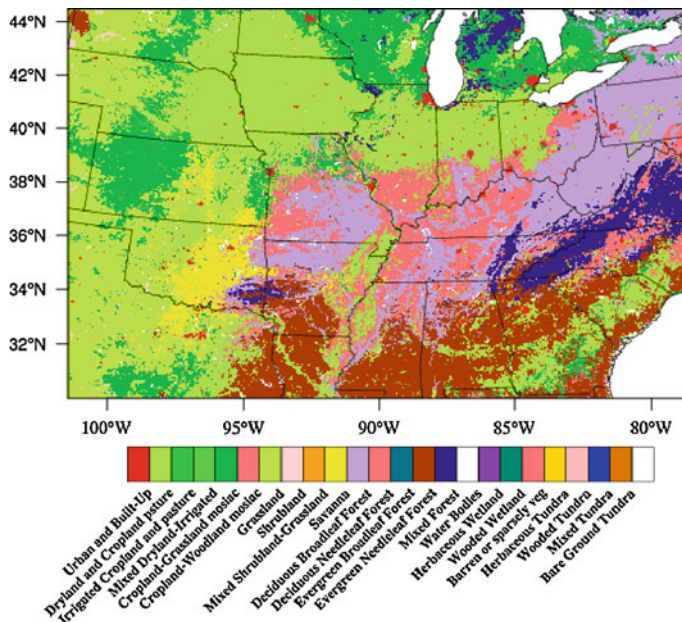 44°N
42°N
40°N
38°N
36°N
34°N
32°N
100°W
95°W
90°W
85°W
80°W
Urban and Built-Up
Dryland and Cropland psture
Irrigated Cropland and pasture
Mixed Dryland-Irrigated
Cropland-Grassland mosiac
Cropland-Woodland mosiac
Grassland
Shrubland
Mixed Shrubland-Grassland
Savanna
Deciduous Broadleaf Forest
Deciduous Needleleaf Forest
Evergreen Broadleaf Forest
Evergreen Needleleaf Forest
Mixed Forest
Water Bodies
Herbaceous Wetland
Wooded Wetland
Barren or sparsely veg
Herbaceous Tundra
Wooded Tundra
Mixed Tundra
Bare Ground Tundra